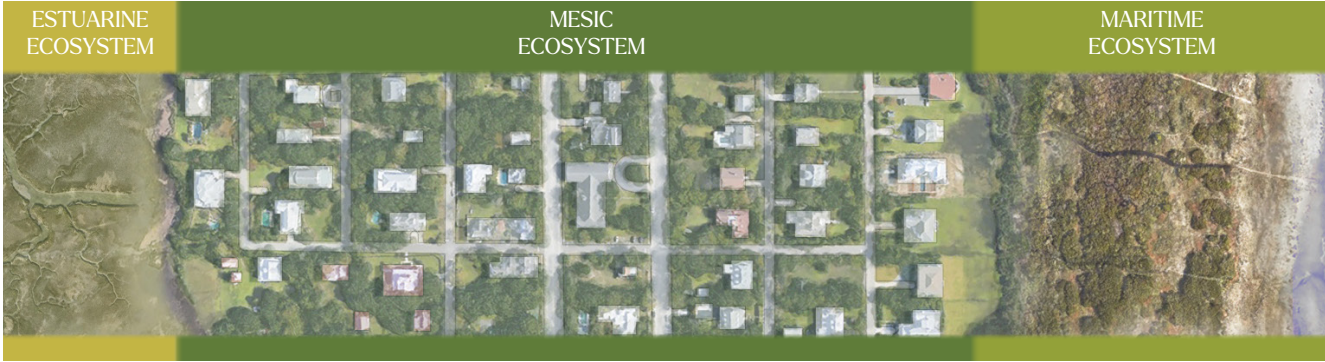 ESTUARINE
ECOSYSTEM
MESIC
ECOSYSTEM
MARITIME
ECOSYSTEM